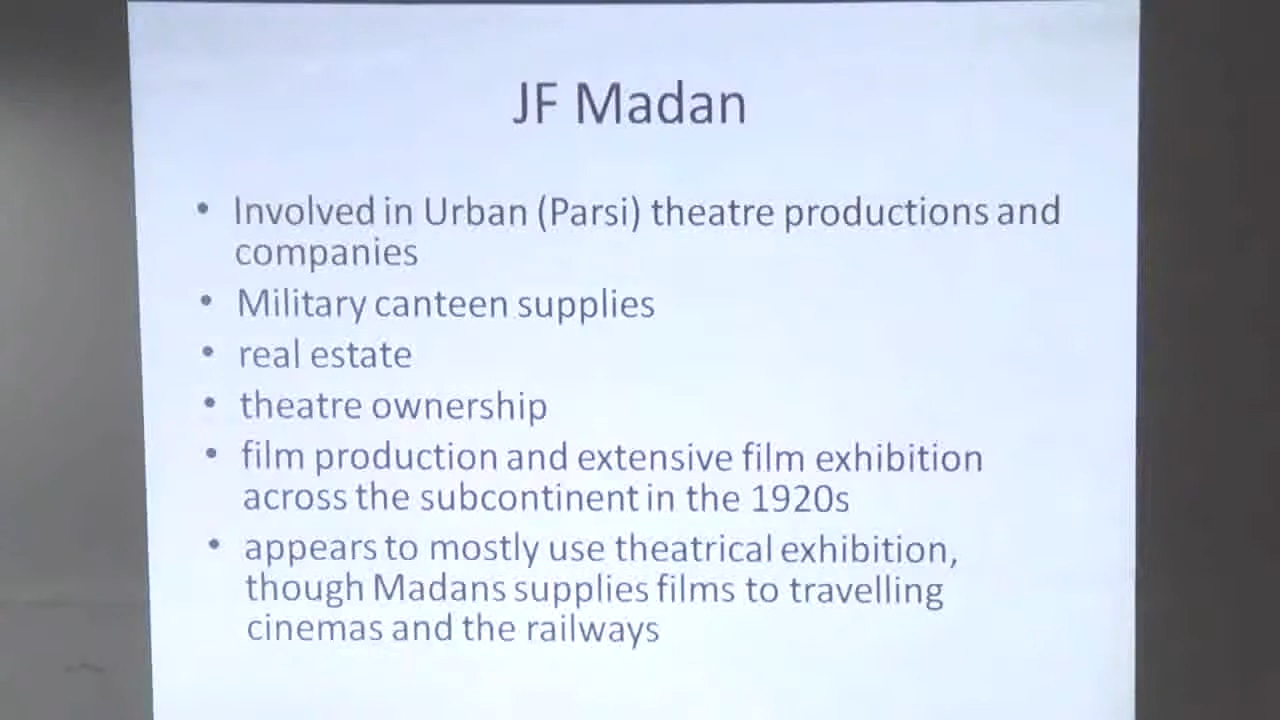 JF Madan
• Involved in Urban (Parsi) theatre productions and
companies
• Military canteen supplies
• real estate
• theatre ownership
• film production and extensive film exhibition
across the subcontinent in the 1920s
• appears to mostly use theatrical exhibition,
though Madans supplies films to travelling
cinemas and the railways